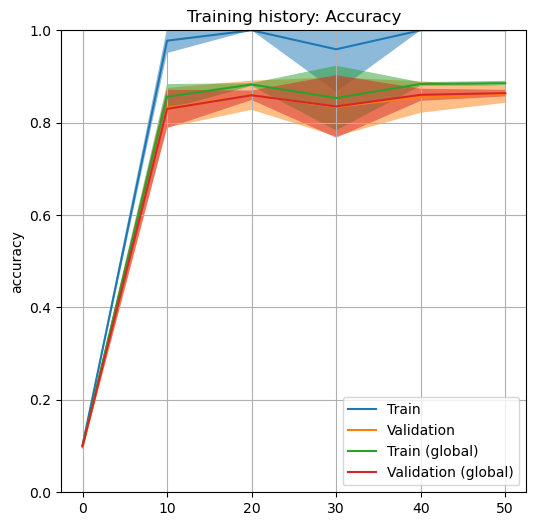 Training history: Accuracy
1.0
0.8
0.6
0.4
0.2
0.0
accuracy
0 10 20 30 40 50
Train
Validation
Train (global)
Validation (global)